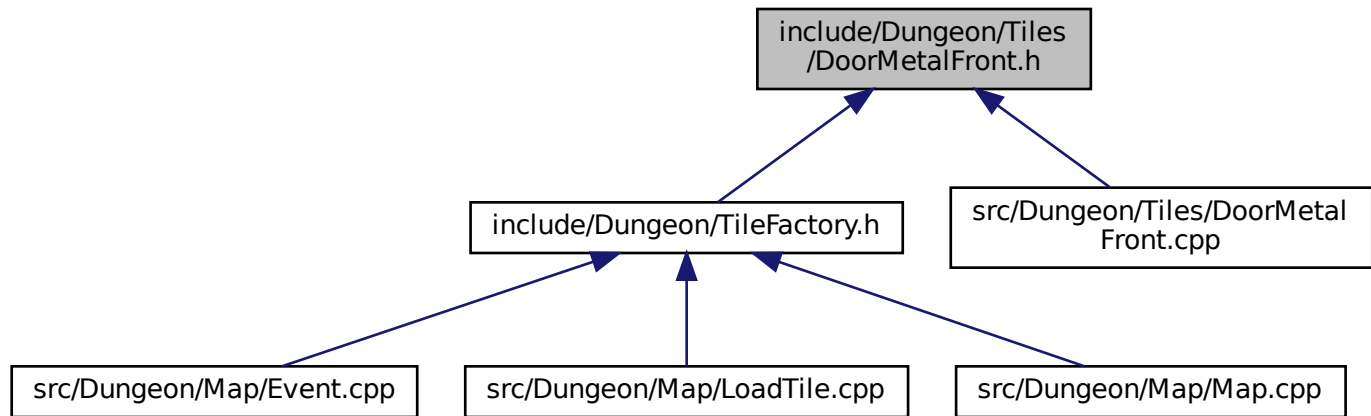 include/Dungeon/Tiles
/DoorMetalFront.h
include/Dungeon/TileFactory.h
src/Dungeon/Tiles/DoorMetal
Front.cpp
src/Dungeon/Map/Event.cpp
src/Dungeon/Map/LoadTile.cpp
src/Dungeon/Map/Map.cpp